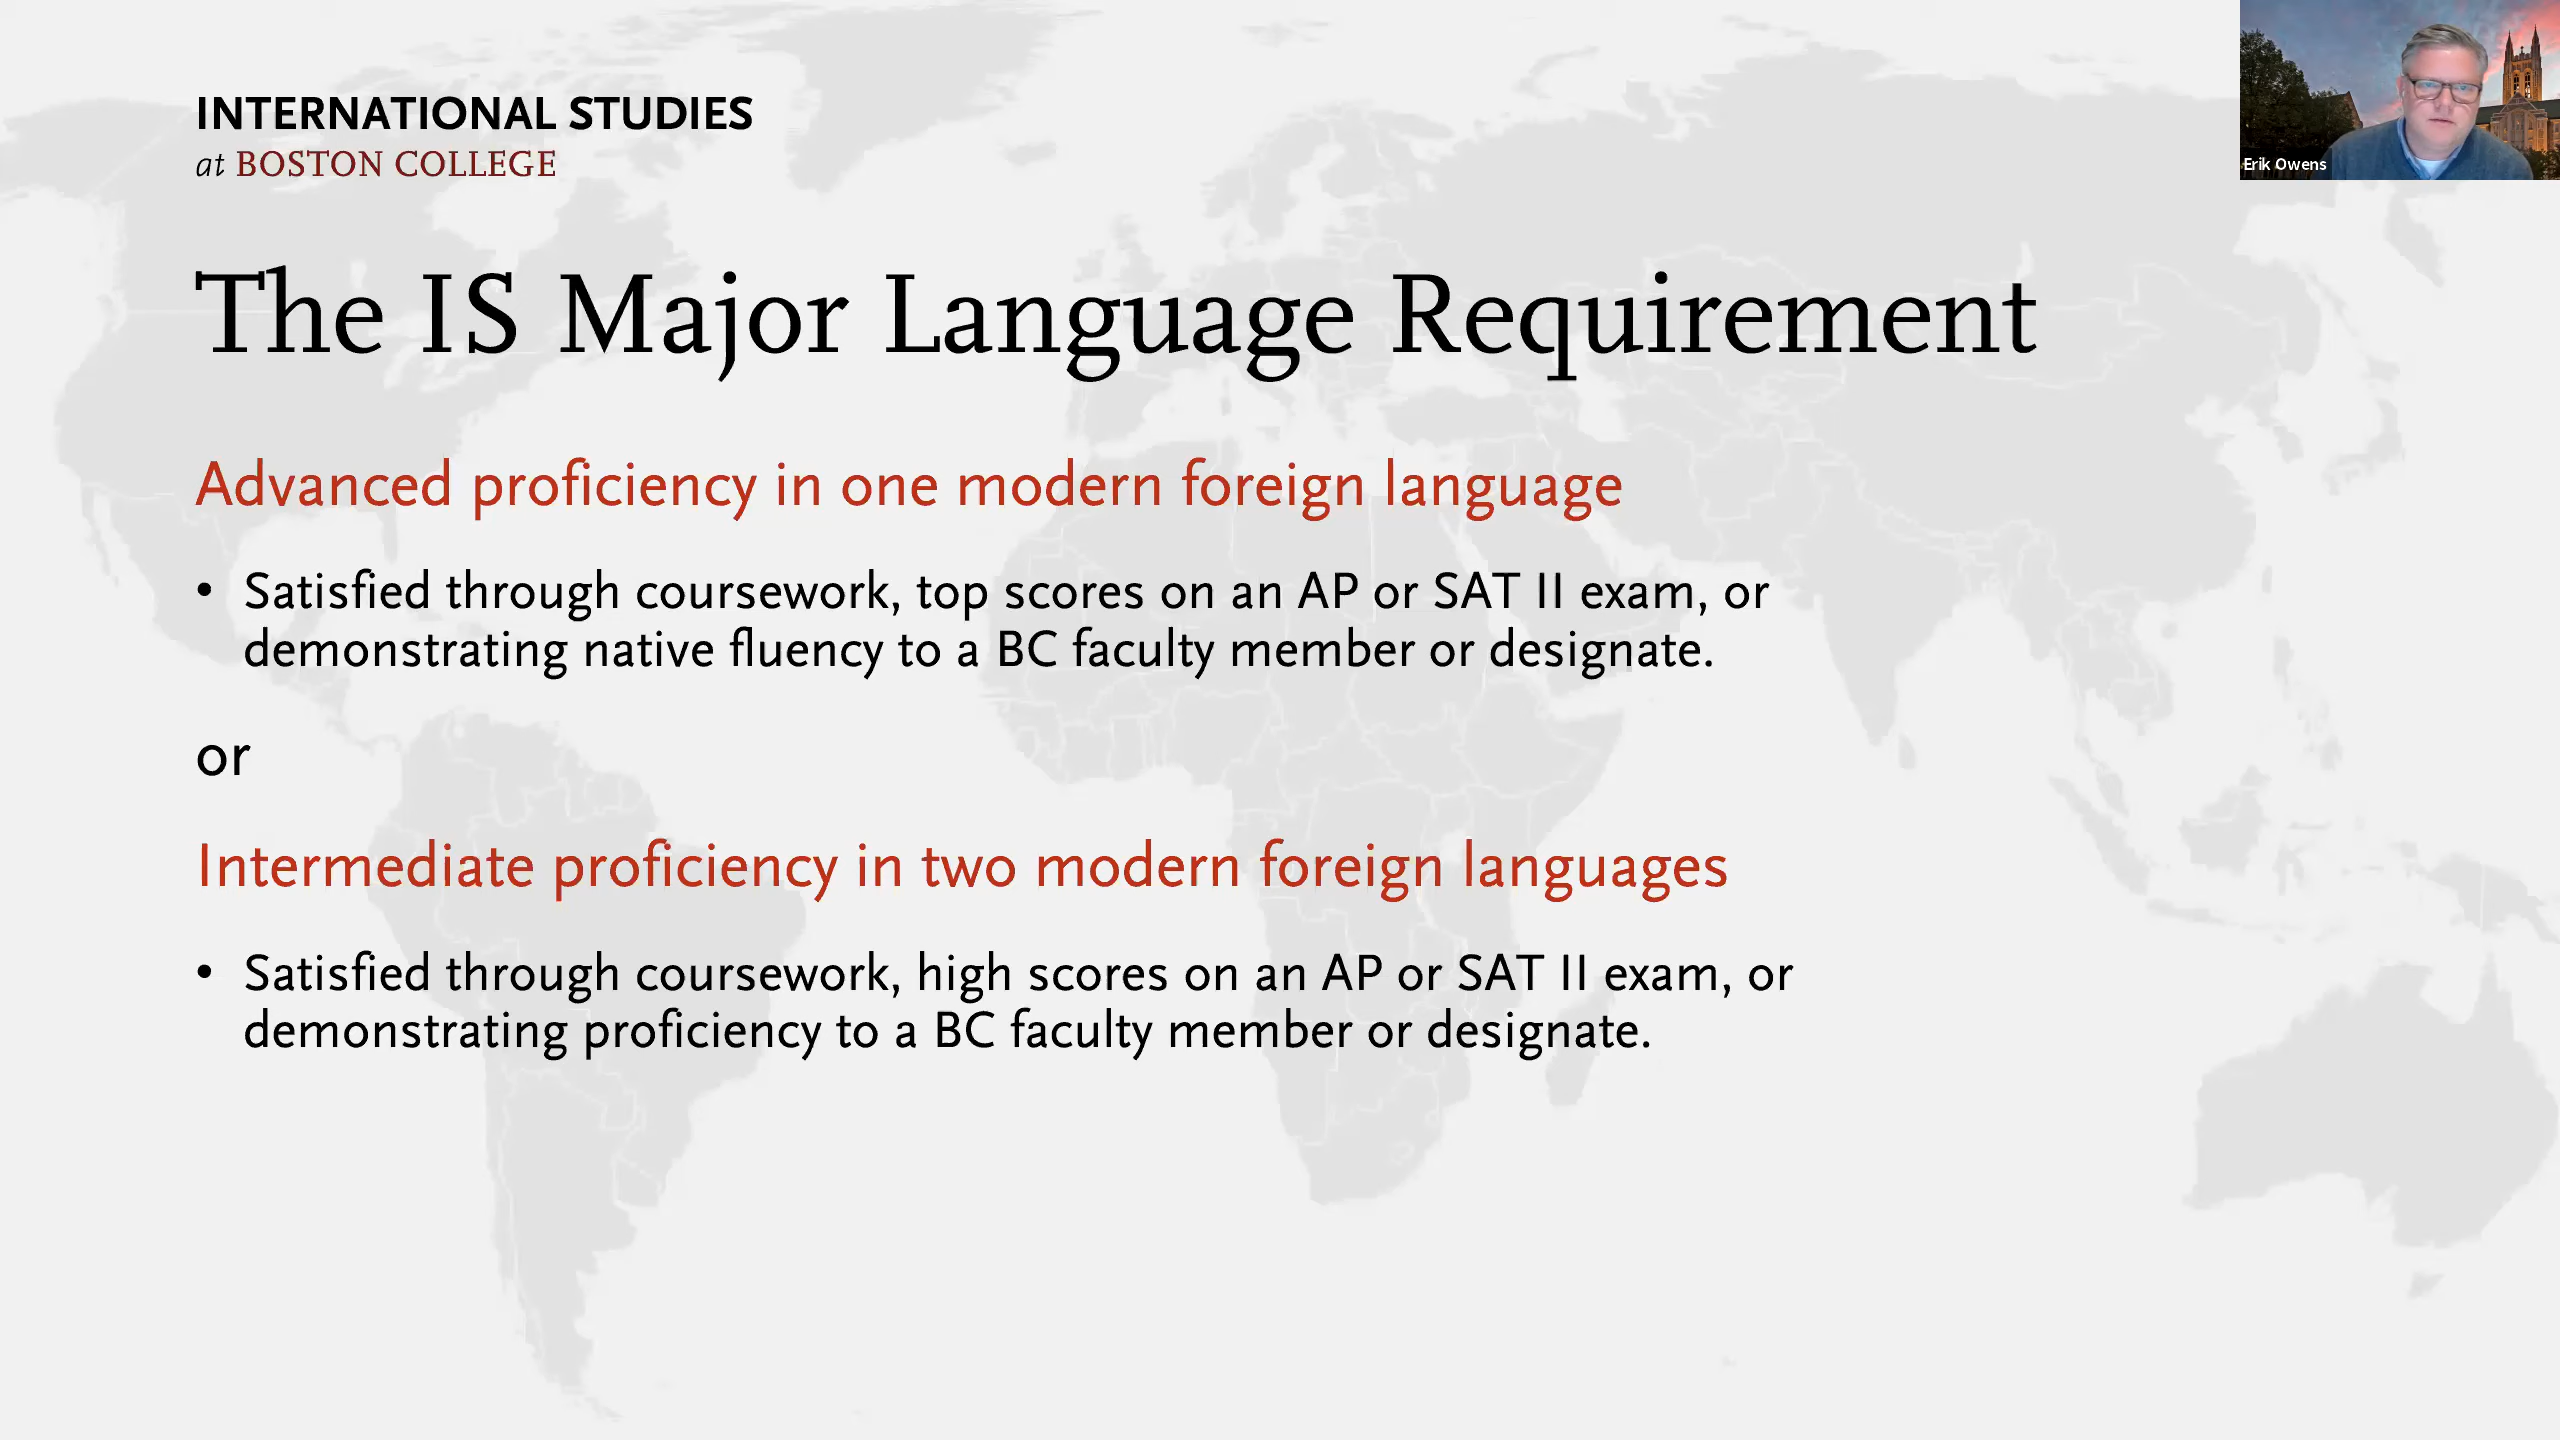 INTERNATIONAL STUDIES
at BOSTON COLLEGE
Erik Owens
The IS Major Language Requirement
Advanced proficiency in one modern foreign language
• Satisfied through coursework, top scores on an AP or SAT II exam, or
demonstrating native fluency to a BC faculty member or designate.
or
Intermediate proficiency in two modern foreign languages
• Satisfied through coursework, high scores on an AP or SAT II exam, or
demonstrating proficiency to a BC faculty member or designate.